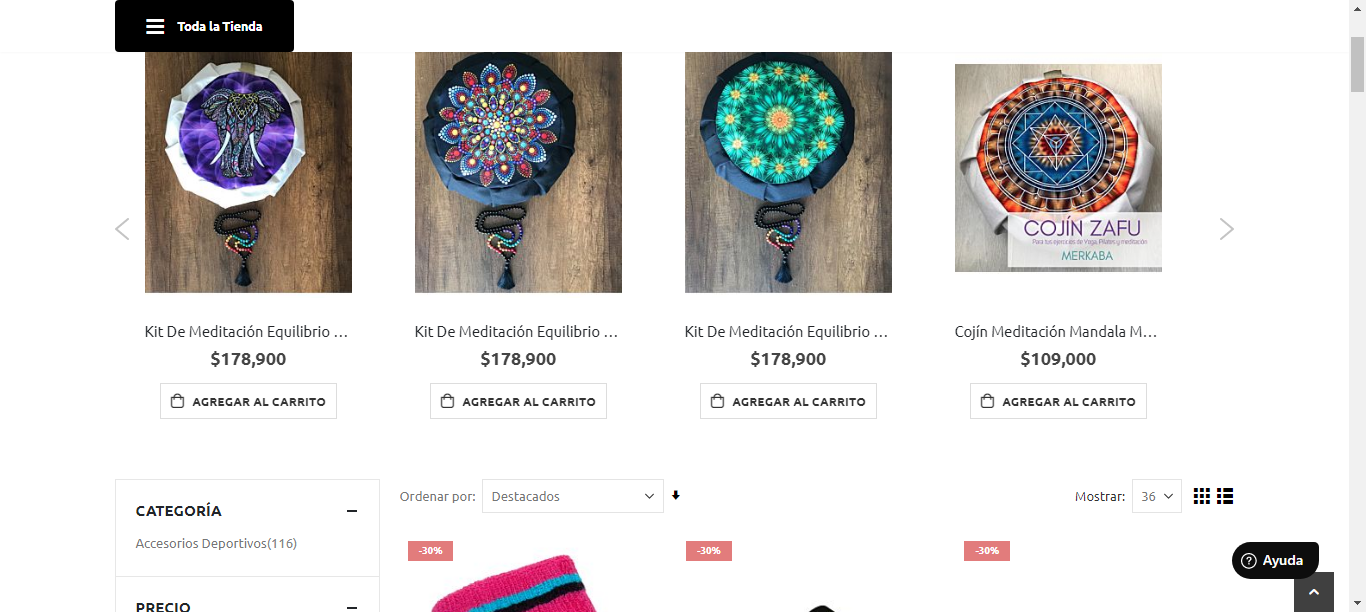 Toda la Tienda
COJÍN ZAFU
Para tus ejercicios de Yoga, Pilates y meditación
MERKABA
Kit De Meditación Equilibrio ...
Kit De Meditación Equilibrio ...
Kit De Meditación Equilibrio ...
Cojín Meditación Mandala M...
$178,900
$178,900
$178,900
$109,000
AGREGAR AL CARRITO
AGREGAR AL CARRITO
AGREGAR AL CARRITO
AGREGAR AL CARRITO
CATEGORÍA
Accesorios Deportivos(116)
PRECIO
Ordenar por: Destacados
Mostrar: 36
-30%
-30%
-30%
Ayuda